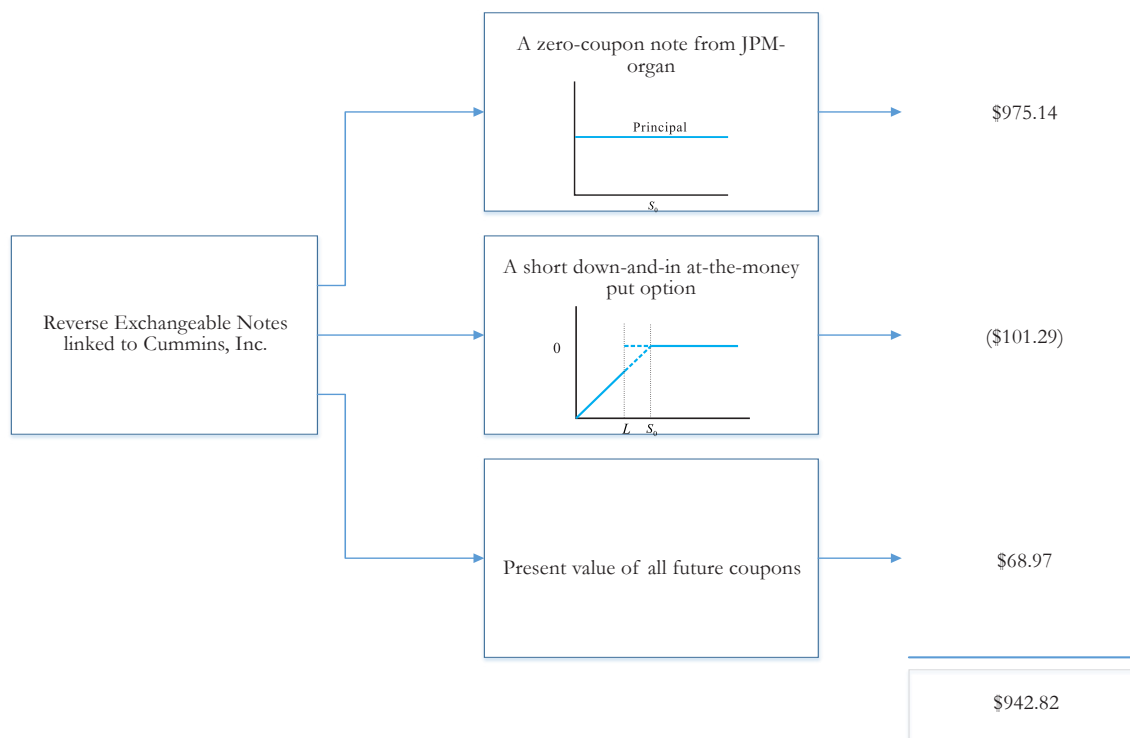 A zero-coupon note from JPM-
organ
Principal
S₀
$975.14
Reverse Exchangeable Notes
linked to Cummins, Inc.
A short down-and-in at-the-money
put option
0
L
S₀
($101.29)
Present value of all future coupons
$68.97
$942.82